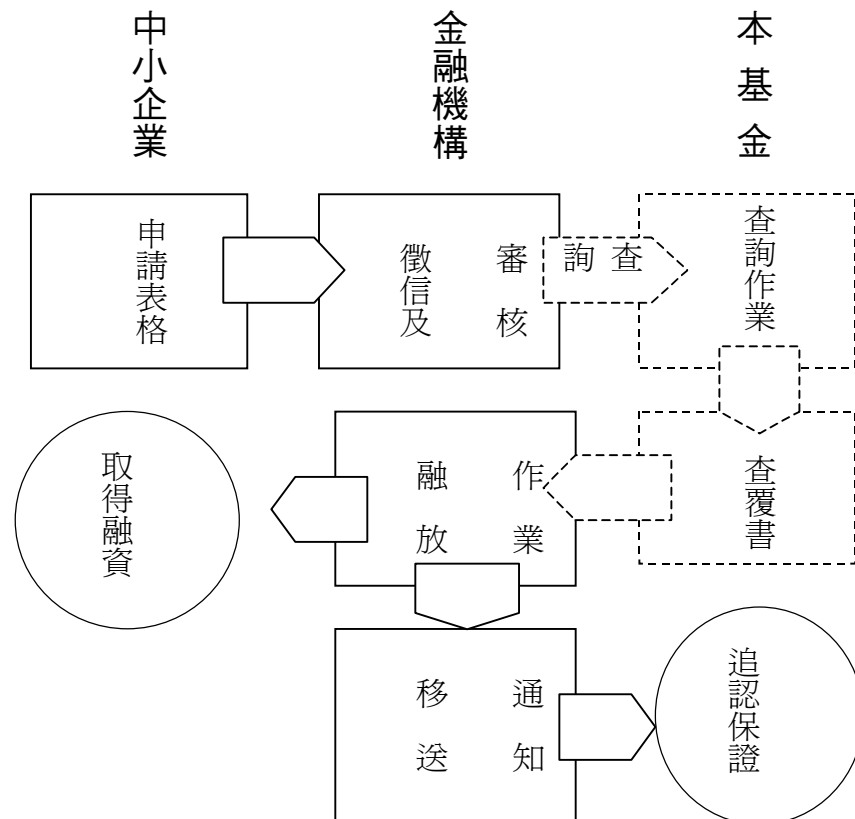 中小企業
金融機構
本基金
申請表格
徵信及
審核
查詢
查詢作業
取得融資
融放
作業
查覆書
移送
通知
追認保證